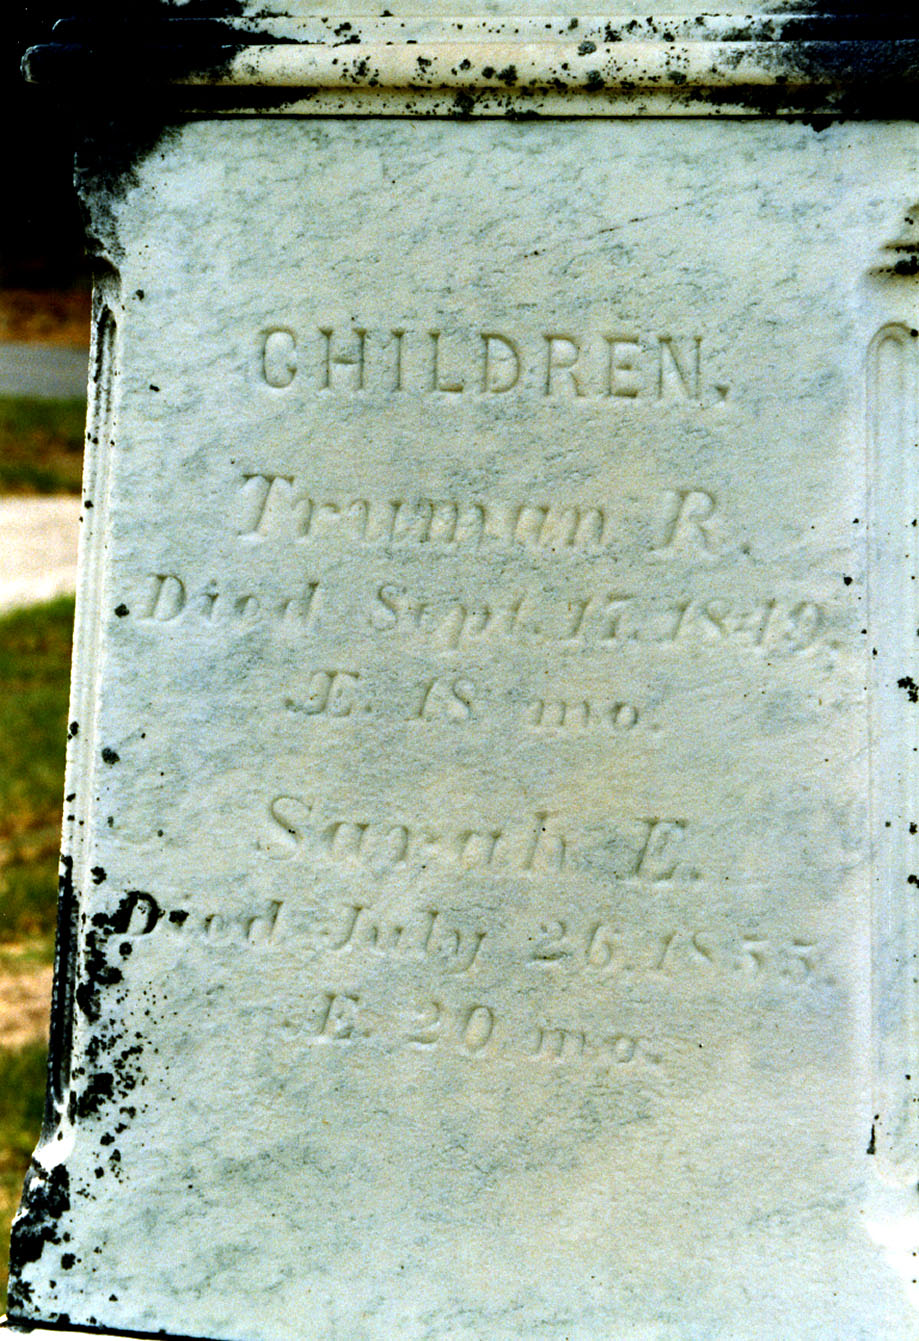 CHILDREN.
Truman R.
Died Sept. 17. 1849,
Æ. 18 mo.
Sarah E.
Died July 26, 1855.
Æ. 20 mo.